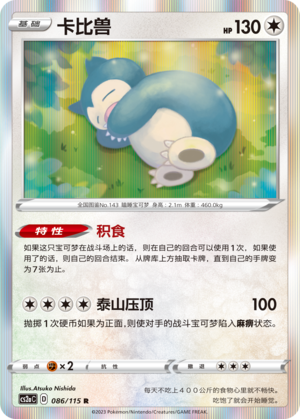 基础 卡比兽 HP 130
全国图鉴No.143 瞌睡宝可梦 身高：2.1m 体重：460.0kg
特性 积食
如果这只宝可梦在战斗场上的话，则在自己的回合可以使用1次，如果使
用了的话，则自己的回合结束。从牌库上方抽取卡牌，直到自己的手牌变
为7张为止。
泰山压顶 100
抛掷1次硬币如果为正面，则使对手的战斗宝可梦陷入麻痹状态。
弱点 ×2 抵抗力 撤退
Illus.Atsuko Nishida
CS2aC D 086/115 R
每天不吃上４００公斤的食物心里就不畅快。
吃饱了就会开始睡觉。
©2023 Pokémon/Nintendo/Creatures/GAME FREAK.